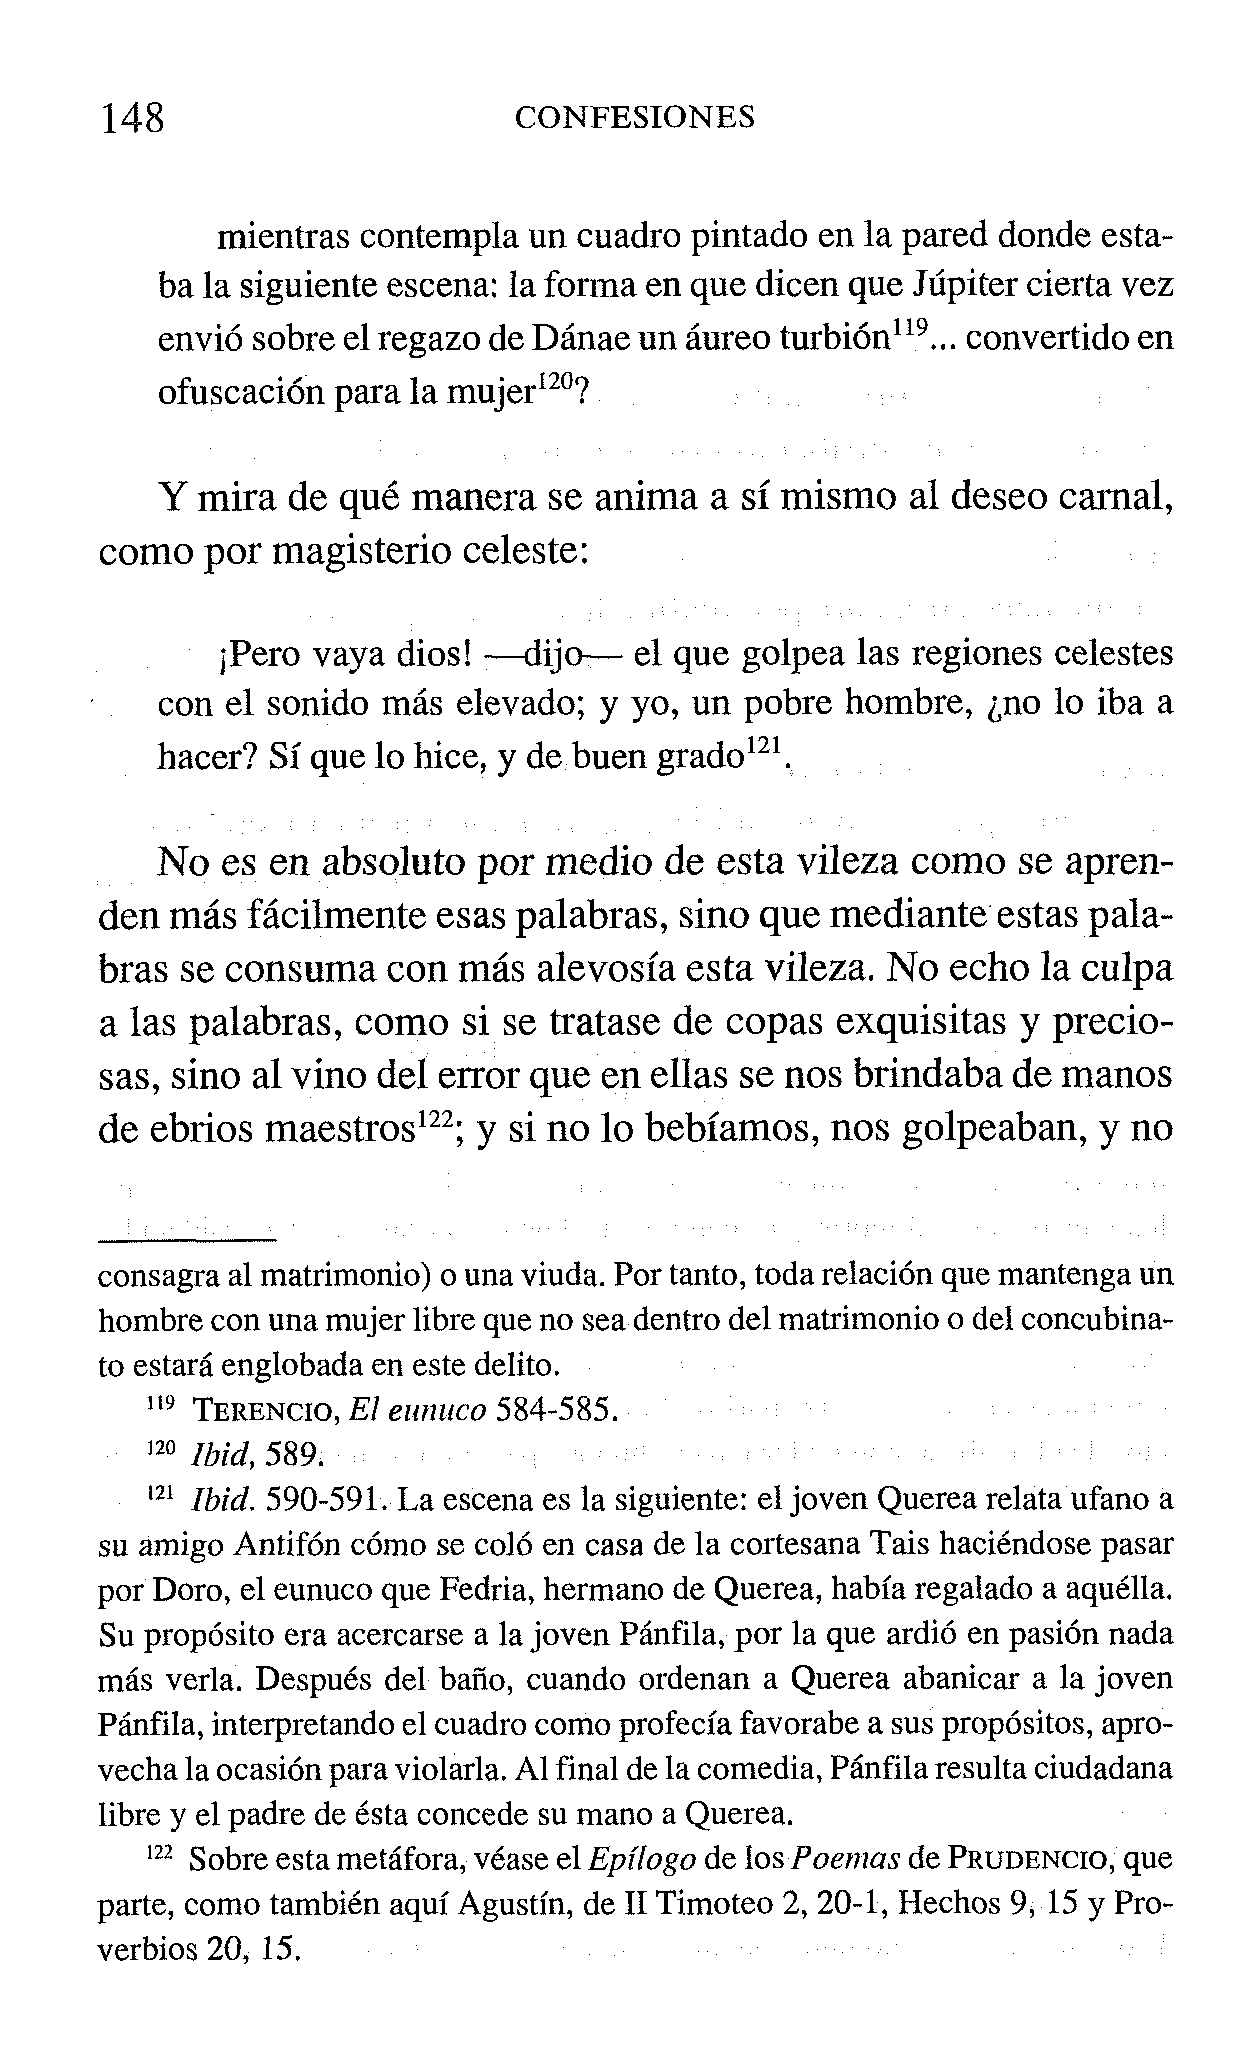 148 CONFESIONES
mientras contempla un cuadro pintado en la pared donde esta-
ba la siguiente escena: la forma en que dicen que Júpiter cierta vez
envió sobre el regazo de Dánae un áureo turbión¹¹⁹... convertido en
ofuscación para la mujer¹²⁰?
Y mira de qué manera se anima a sí mismo al deseo carnal,
como por magisterio celeste:
¡Pero vaya dios! —dijo— el que golpea las regiones celestes
con el sonido más elevado; y yo, un pobre hombre, ¿no lo iba a
hacer? Sí que lo hice, y de buen grado¹²¹.
No es en absoluto por medio de esta vileza como se apren-
den más fácilmente esas palabras, sino que mediante estas pala-
bras se consuma con más alevosía esta vileza. No echo la culpa
a las palabras, como si se tratase de copas exquisitas y precio-
sas, sino al vino del error que en ellas se nos brindaba de manos
de ebrios maestros¹²²; y si no lo bebíamos, nos golpeaban, y no
consagra al matrimonio) o una viuda. Por tanto, toda relación que mantenga un
hombre con una mujer libre que no sea dentro del matrimonio o del concubina-
to estará englobada en este delito.
¹¹⁹ TERENCIO, El eunuco 584-585.
¹²⁰ Ibid, 589.
¹²¹ Ibid. 590-591. La escena es la siguiente: el joven Querea relata ufano a
su amigo Antifón cómo se coló en casa de la cortesana Tais haciéndose pasar
por Doro, el eunuco que Fedria, hermano de Querea, había regalado a aquélla.
Su propósito era acercarse a la joven Pánfila, por la que ardió en pasión nada
más verla. Después del baño, cuando ordenan a Querea abanicar a la joven
Pánfila, interpretando el cuadro como profecía favorabe a sus propósitos, apro-
vecha la ocasión para violarla. Al final de la comedia, Pánfila resulta ciudadana
libre y el padre de ésta concede su mano a Querea.
¹²² Sobre esta metáfora, véase el Epílogo de los Poemas de PRUDENCIO, que
parte, como también aquí Agustín, de II Timoteo 2, 20-1, Hechos 9, 15 y Pro-
verbios 20, 15.